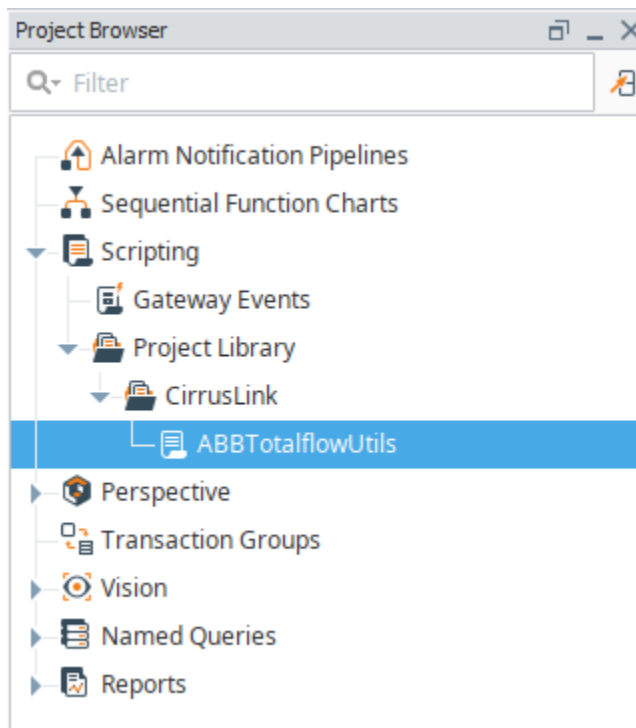 Project Browser
Filter
Alarm Notification Pipelines
Sequential Function Charts
Scripting
Gateway Events
Project Library
CirrusLink
ABBTotalflowUtils
Perspective
Transaction Groups
Vision
Named Queries
Reports